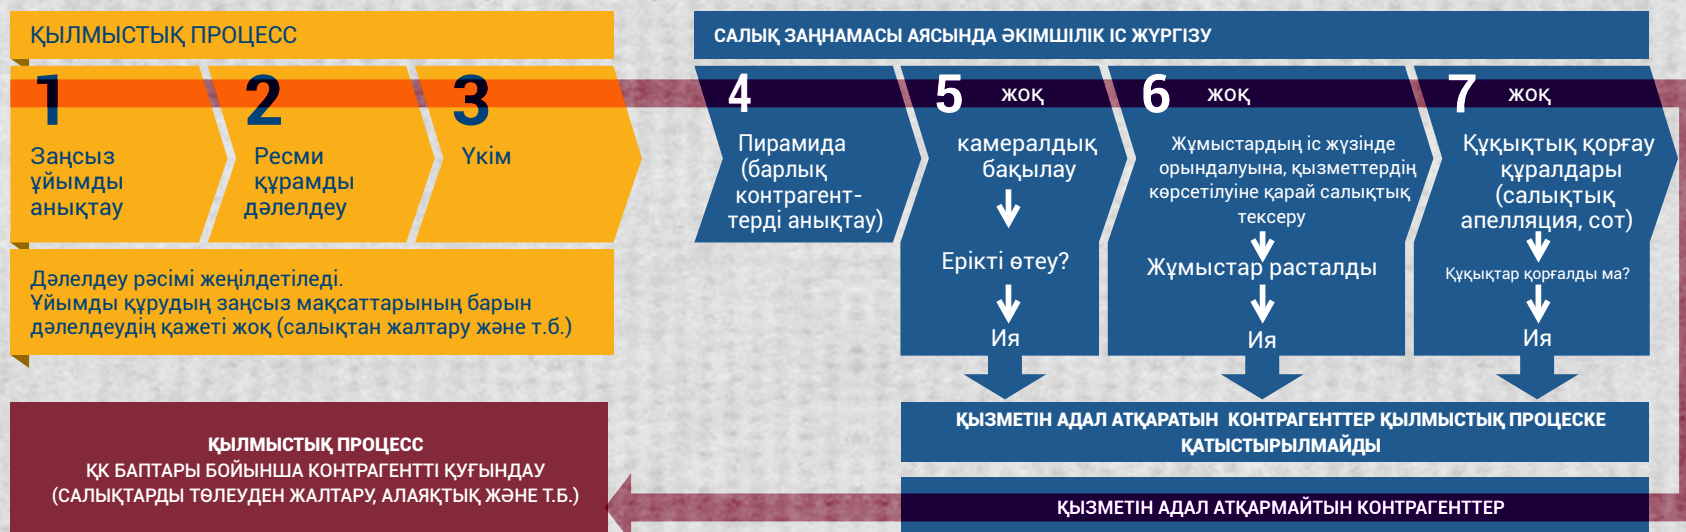 ҚЫЛМЫСТЫҚ ПРОЦЕСС
1
Заңсыз
ұйымды
анықтау
2
Ресми
құрамды
дәлелдеу
3
Үкім
Дәлелдеу рәсімі жеңілдетіледі.
Ұйымды құрудың заңсыз мақсаттарының барын
дәлелдеудің қажеті жоқ (салықтан жалтару және т.б.)
САЛЫҚ ЗАҢНАМАСЫ АЯСЫНДА ӘКІМШІЛІК ІС ЖҮРГІЗУ
4
Пирамида
(барлық
контрагент-
терді анықтау)
5 жоқ
камералдық
бақылау
Ерікті өтеу?
Ия
6 жоқ
Жұмыстардың іс жүзінде
орындалуына, қызметтердің
көрсетілуіне қарай салықтық
тексеру
Жұмыстар расталды
Ия
7 жоқ
Құқықтық қорғау
құралдары
(салықтық
апелляция, сот)
Құқықтар қорғалды ма?
Ия
ҚЫЗМЕТІН АДАЛ АТҚАРАТЫН КОНТРАГЕНТТЕР ҚЫЛМЫСТЫҚ ПРОЦЕСКЕ
ҚАТЫСТЫРЫЛМАЙДЫ
ҚЫЗМЕТІН АДАЛ АТҚАРМАЙТЫН КОНТРАГЕНТТЕР
ҚЫЛМЫСТЫҚ ПРОЦЕСС
ҚК БАПТАРЫ БОЙЫНША КОНТРАГЕНТТІ ҚУҒЫНДАУ
(САЛЫҚТАРДЫ ТӨЛЕУДЕН ЖАЛТАРУ, АЛАЯҚТЫҚ ЖӘНЕ Т.Б.)